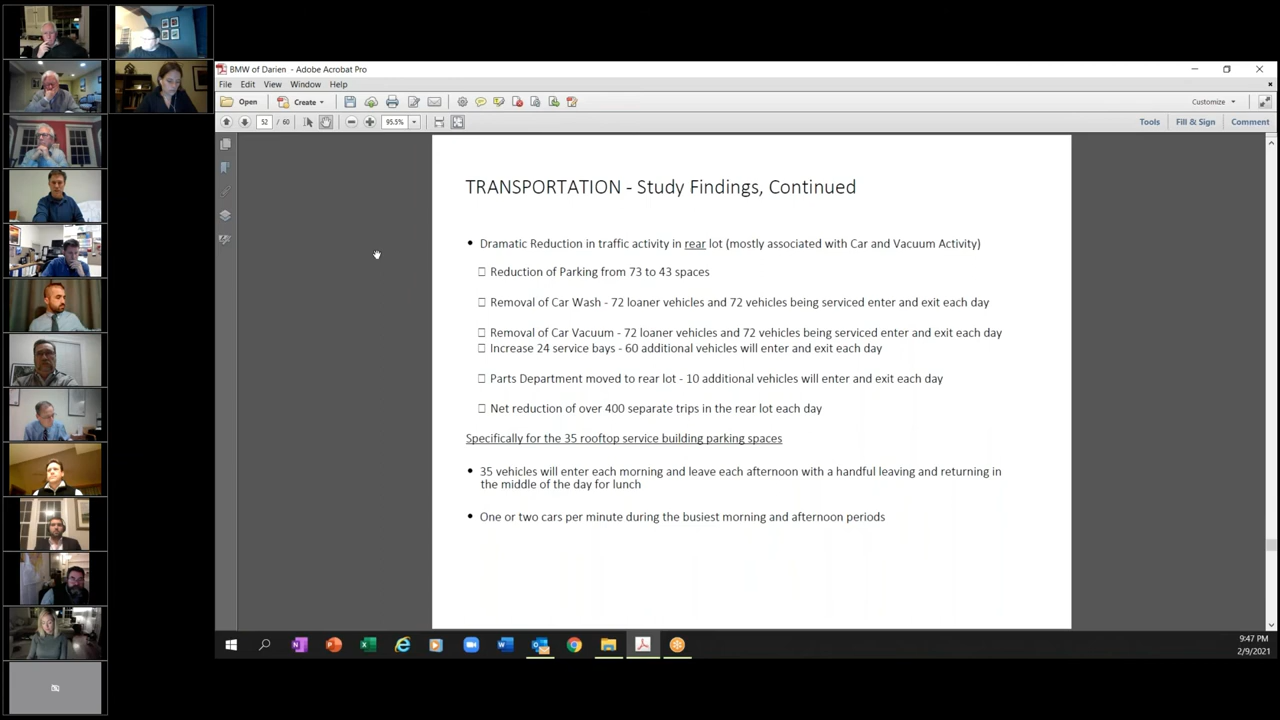 BMW of Darien - Adobe Acrobat Pro
File Edit View Window Help
Open Create Customize
52 / 60 95.5% Tools Fill & Sign Comment
TRANSPORTATION - Study Findings, Continued
• Dramatic Reduction in traffic activity in rear lot (mostly associated with Car and Vacuum Activity)
□ Reduction of Parking from 73 to 43 spaces
□ Removal of Car Wash - 72 loaner vehicles and 72 vehicles being serviced enter and exit each day
□ Removal of Car Vacuum - 72 loaner vehicles and 72 vehicles being serviced enter and exit each day
□ Increase 24 service bays - 60 additional vehicles will enter and exit each day
□ Parts Department moved to rear lot - 10 additional vehicles will enter and exit each day
□ Net reduction of over 400 separate trips in the rear lot each day
Specifically for the 35 rooftop service building parking spaces
• 35 vehicles will enter each morning and leave each afternoon with a handful leaving and returning in
the middle of the day for lunch
• One or two cars per minute during the busiest morning and afternoon periods
9:47 PM
2/9/2021